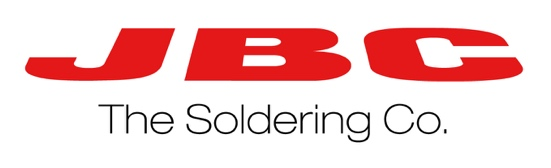 JBC
The Soldering Co.